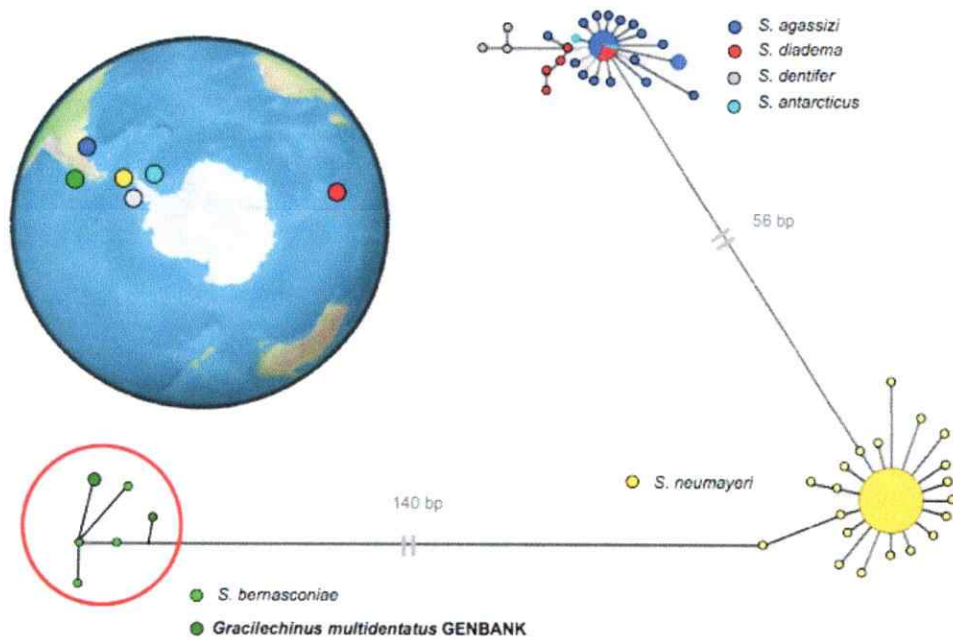 S. agassizi
S. diadema
S. dentifer
S. antarcticus
56 bp
S. neumayeri
140 bp
S. bernasconiae
Gracilechinus multidentatus GENBANK